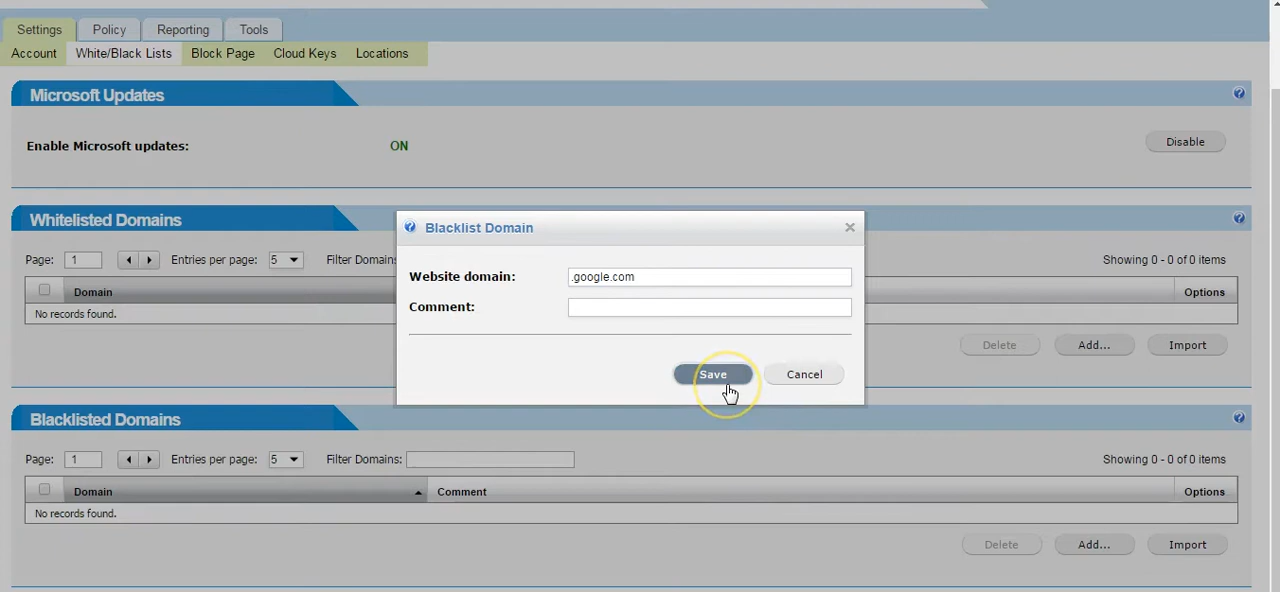 Settings Policy Reporting Tools
Account White/Black Lists Block Page Cloud Keys Locations
Microsoft Updates
Enable Microsoft updates: ON Disable
Whitelisted Domains
Page: 1 Entries per page: 5 Filter Domains: Showing 0 - 0 of 0 items
Domain Options
No records found.
Delete Add... Import
Blacklist Domain
Website domain: .google.com
Comment:
Save Cancel
Blacklisted Domains
Page: 1 Entries per page: 5 Filter Domains: Showing 0 - 0 of 0 items
Domain Comment Options
No records found.
Delete Add... Import